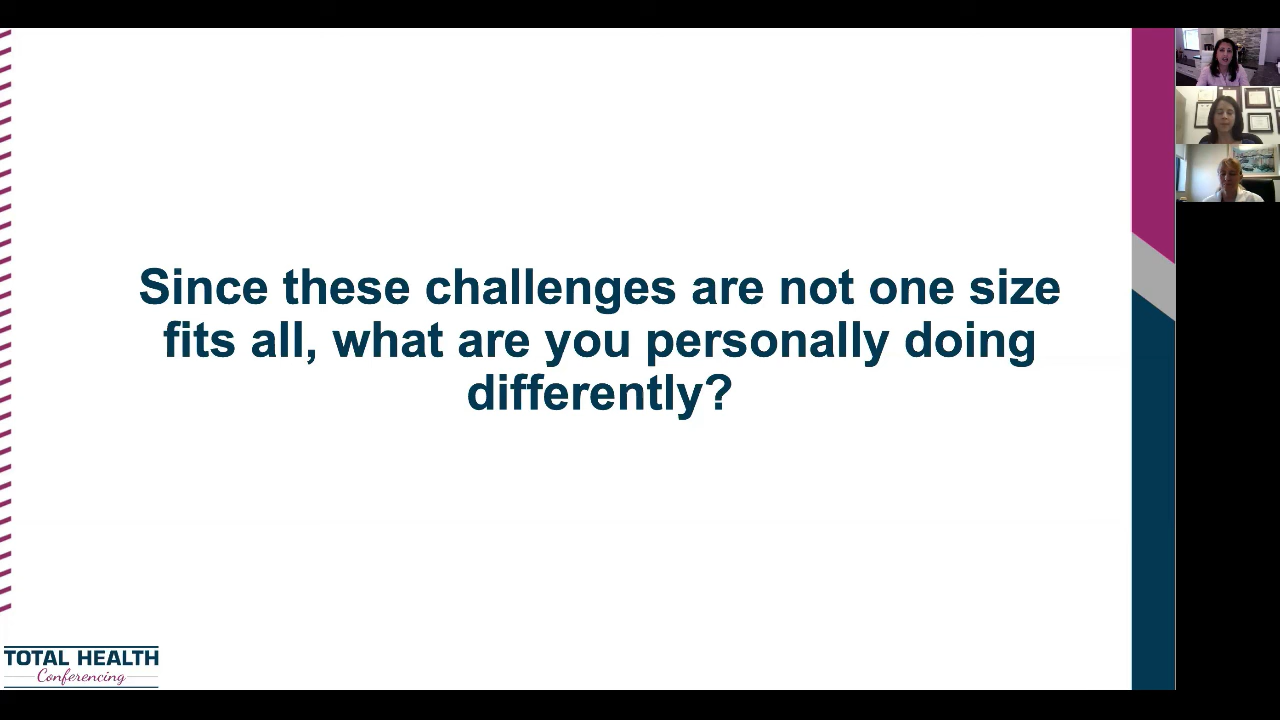 Since these challenges are not one size
fits all, what are you personally doing
differently?
TOTAL HEALTH
Conferencing